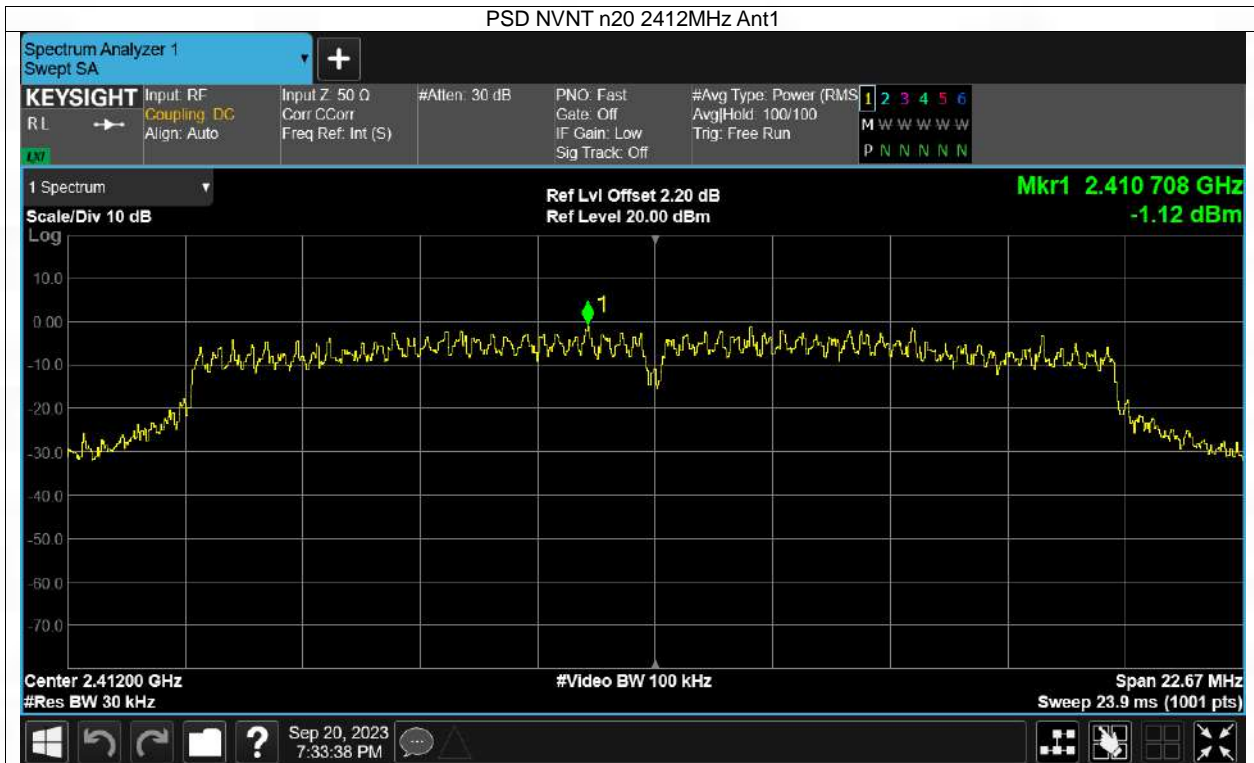 PSD NVNT n20 2412MHz Ant1
Spectrum Analyzer 1
Swept SA
KEYSIGHT
RL
LXI
Input: RF
Coupling: DC
Align: Auto
Input Z: 50 Ω
Corr CCorr
Freq Ref: Int (S)
#Atten: 30 dB
PNO: Fast
Gate: Off
IF Gain: Low
Sig Track: Off
#Avg Type: Power (RMS
Avg|Hold: 100/100
Trig: Free Run
1 2 3 4 5 6
M W W W W W
P N N N N N
1 Spectrum
Scale/Div 10 dB
Log
Ref Lvl Offset 2.20 dB
Ref Level 20.00 dBm
Mkr1 2.410 708 GHz
-1.12 dBm
1
10.0
0.00
-10.0
-20.0
-30.0
-40.0
-50.0
-60.0
-70.0
Center 2.41200 GHz
#Res BW 30 kHz
#Video BW 100 kHz
Span 22.67 MHz
Sweep 23.9 ms (1001 pts)
?
Sep 20, 2023
7:33:38 PM